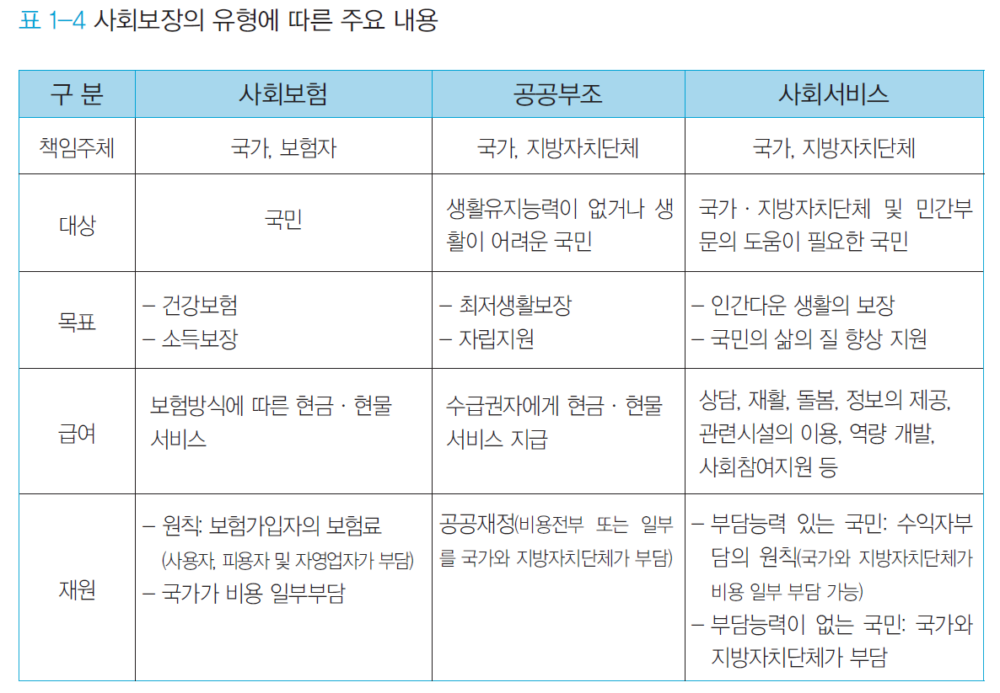 표 1-4 사회보장의 유형에 따른 주요 내용
구 분
사회보험
공공부조
사회서비스
책임주체
국가, 보험자
국가, 지방자치단체
국가, 지방자치단체
대상
국민
생활유지능력이 없거나 생
활이 어려운 국민
국가 · 지방자치단체 및 민간부
문의 도움이 필요한 국민
목표
- 건강보험
- 소득보장
- 최저생활보장
- 자립지원
- 인간다운 생활의 보장
- 국민의 삶의 질 향상 지원
급여
보험방식에 따른 현금 · 현물
서비스
수급권자에게 현금 · 현물
서비스 지급
상담, 재활, 돌봄, 정보의 제공,
관련시설의 이용, 역량 개발,
사회참여지원 등
재원
- 원칙: 보험가입자의 보험료
(사용자, 피용자 및 자영업자가 부담)
- 국가가 비용 일부부담
공공재정(비용전부 또는 일부
를 국가와 지방자치단체가 부담)
- 부담능력 있는 국민: 수익자부
담의 원칙(국가와 지방자치단체가
비용 일부 부담 가능)
- 부담능력이 없는 국민: 국가와
지방자치단체가 부담